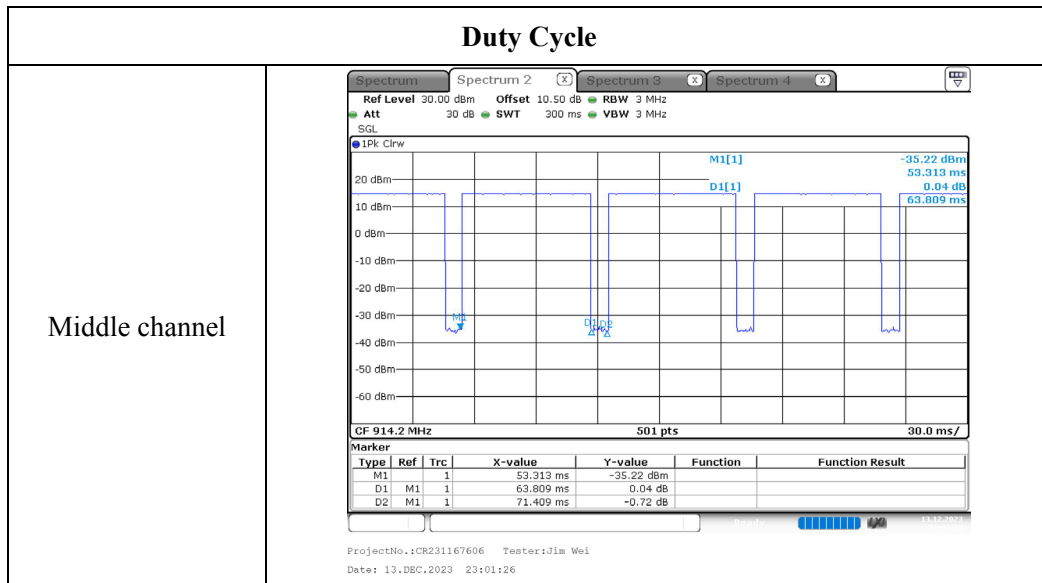 Duty Cycle
Middle channel
Spectrum Spectrum 2 X Spectrum 3 X Spectrum 4 X
Ref Level 30.00 dBm Offset 10.50 dB RBW 3 MHz
Att 30 dB SWT 300 ms VBW 3 MHz
SGL
1Pk Clrw
M1[1] -35.22 dBm
53.313 ms
D1[1] 0.04 dB
63.809 ms
20 dBm
10 dBm
0 dBm
-10 dBm
-20 dBm
-30 dBm
M1 D1 D2
-40 dBm
-50 dBm
-60 dBm
CF 914.2 MHz 501 pts 30.0 ms/
Marker
Type Ref Trc X-value Y-value Function Function Result
M1 1 53.313 ms -35.22 dBm
D1 M1 1 63.809 ms 0.04 dB
D2 M1 1 71.409 ms -0.72 dB
Ready
ProjectNo.:CR231167606 Tester:Jim Wei
Date: 13.DEC.2023 23:01:26